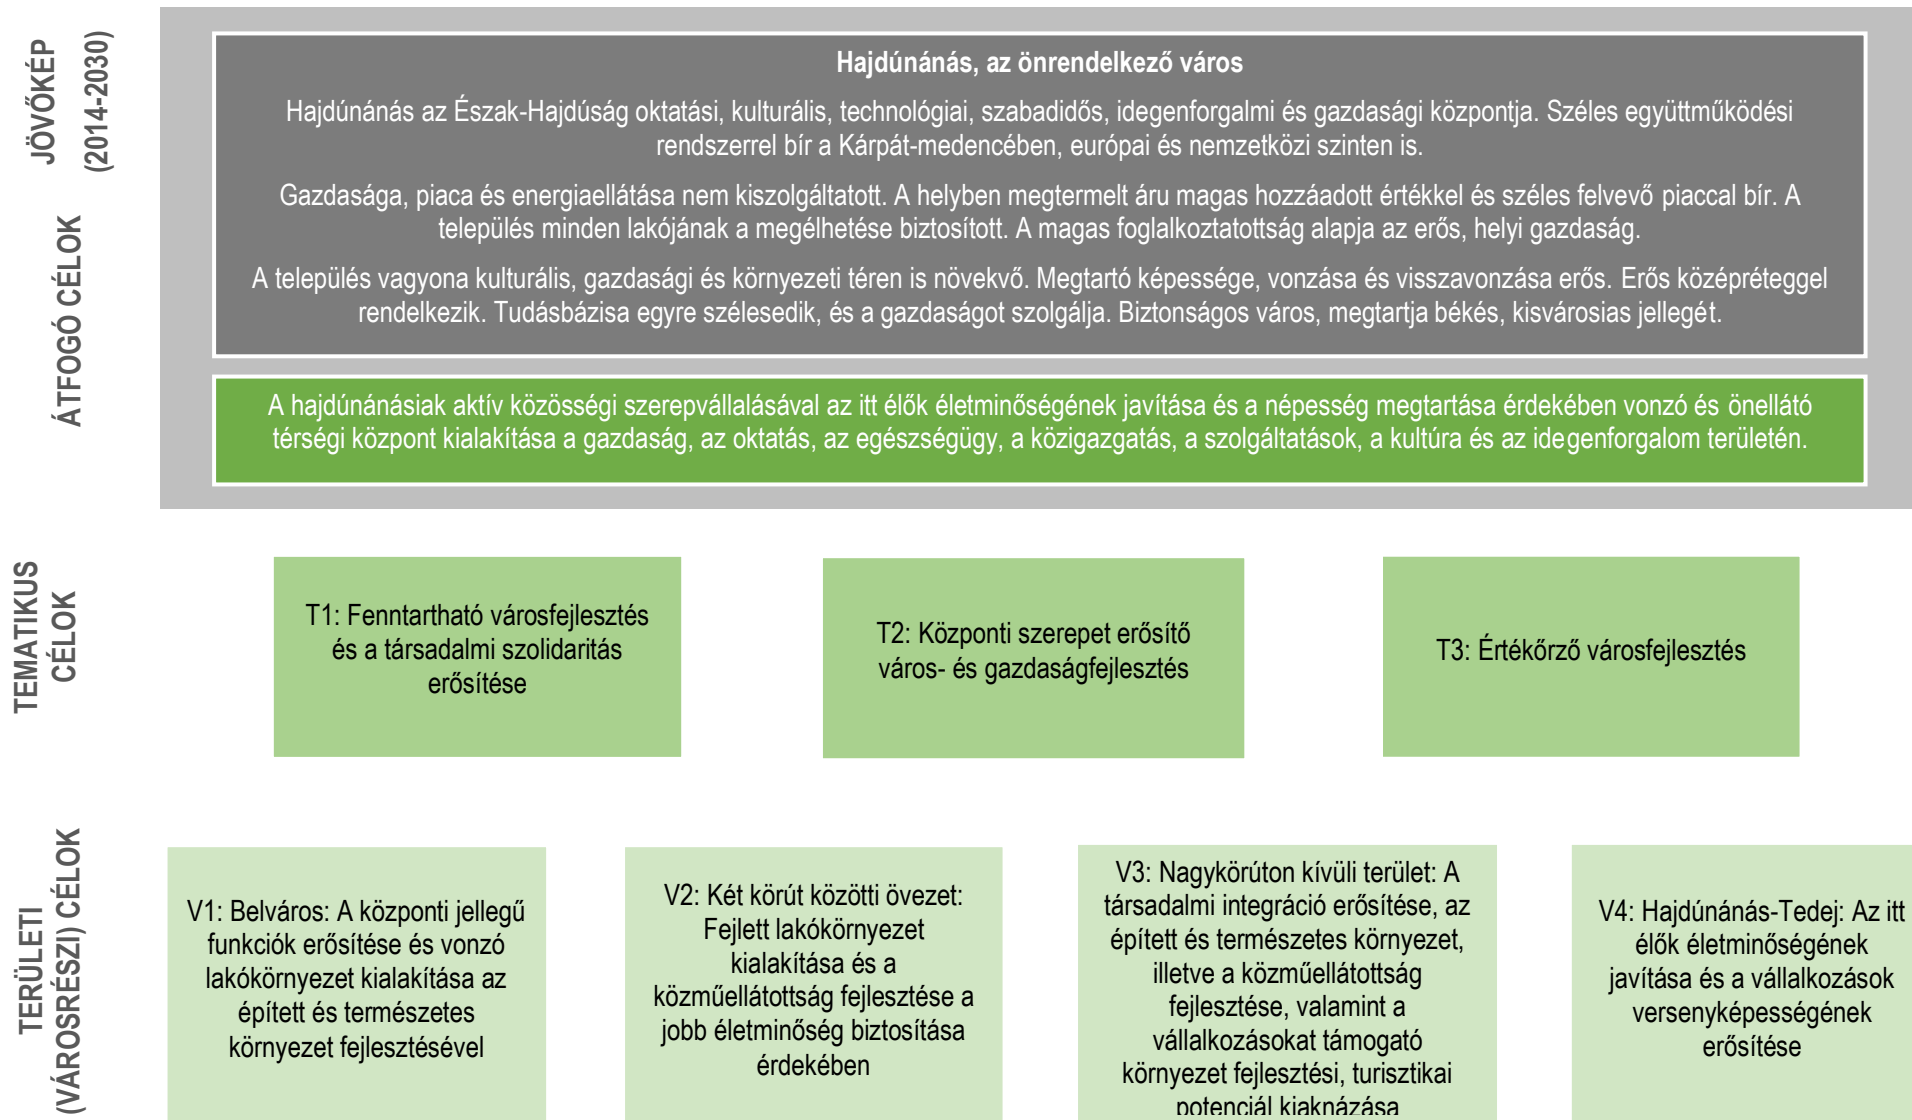 JÖVŐKÉP
(2014-2030)
Hajdúnánás, az önrendelkező város
Hajdúnánás az Észak-Hajdúság oktatási, kulturális, technológiai, szabadidős, idegenforgalmi és gazdasági központja. Széles együttműködési
rendszerrel bír a Kárpát-medencében, európai és nemzetközi szinten is.
Gazdasága, piaca és energiaellátása nem kiszolgáltatott. A helyben megtermelt áru magas hozzáadott értékkel és széles felvevő piaccal bír. A
település minden lakójának a megélhetése biztosított. A magas foglalkoztatottság alapja az erős, helyi gazdaság.
A település vagyona kulturális, gazdasági és környezeti téren is növekvő. Megtartó képessége, vonzása és visszavonzása erős. Erős középréteggel
rendelkezik. Tudásbázisa egyre szélesedik, és a gazdaságot szolgálja. Biztonságos város, megtartja békés, kisvárosias jellegét.
ÁTFOGÓ CÉLOK
A hajdúnánásiak aktív közösségi szerepvállalásával az itt élők életminőségének javítása és a népesség megtartása érdekében vonzó és önellátó
térségi központ kialakítása a gazdaság, az oktatás, az egészségügy, a közigazgatás, a szolgáltatások, a kultúra és az idegenforgalom területén.
TEMATIKUS
CÉLOK
T1: Fenntartható városfejlesztés
és a társadalmi szolidaritás
erősítése
T2: Központi szerepet erősítő
város- és gazdaságfejlesztés
T3: Értékőrző városfejlesztés
TERÜLETI
(VÁROSRÉSZI) CÉLOK
V1: Belváros: A központi jellegű
funkciók erősítése és vonzó
lakókörnyezet kialakítása az
épített és természetes
környezet fejlesztésével
V2: Két körút közötti övezet:
Fejlett lakókörnyezet
kialakítása és a
közműellátottság fejlesztése a
jobb életminőség biztosítása
érdekében
V3: Nagykörúton kívüli terület: A
társadalmi integráció erősítése, az
épített és természetes környezet,
illetve a közműellátottság
fejlesztése, valamint a
vállalkozásokat támogató
környezet fejlesztési, turisztikai
potenciál kiaknázása
V4: Hajdúnánás-Tedej: Az itt
élők életminőségének
javítása és a vállalkozások
versenyképességének
erősítése